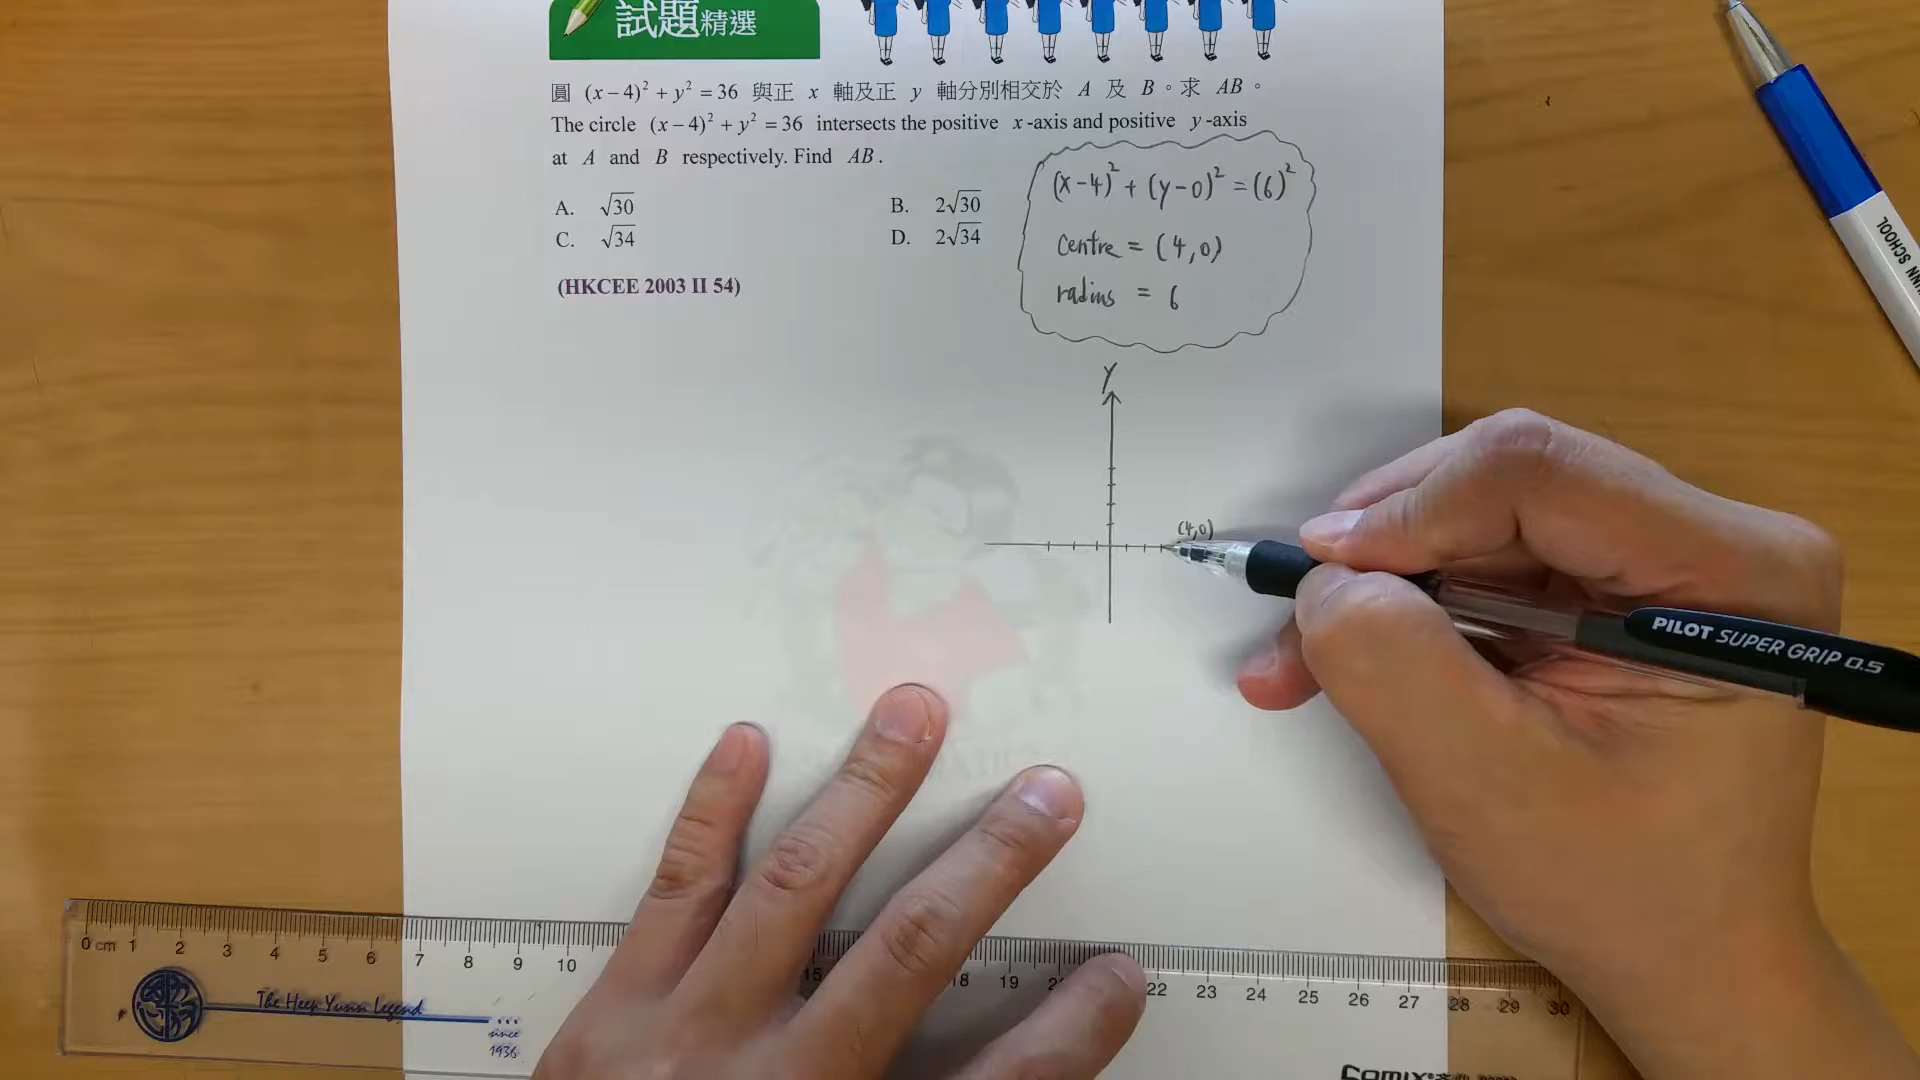 試題精選
圓 (x−4)² + y² = 36 與正 x 軸及正 y 軸分別相交於 A 及 B。求 AB。
The circle (x−4)² + y² = 36 intersects the positive x-axis and positive y-axis
at A and B respectively. Find AB.
A. √30 B. 2√30
C. √34 D. 2√34
(HKCEE 2003 II 54)
(x−4)² + (y−0)² = (6)²
Centre = (4,0)
radius = 6
y
(4,0)
PILOT SUPER GRIP 0.5
0 cm 1 2 3 4 5 6 7 8 9 10 15 18 19 22 23 24 25 26 27 28 29 30
The Heep Yunn Legend
since
1936
SCHOOL